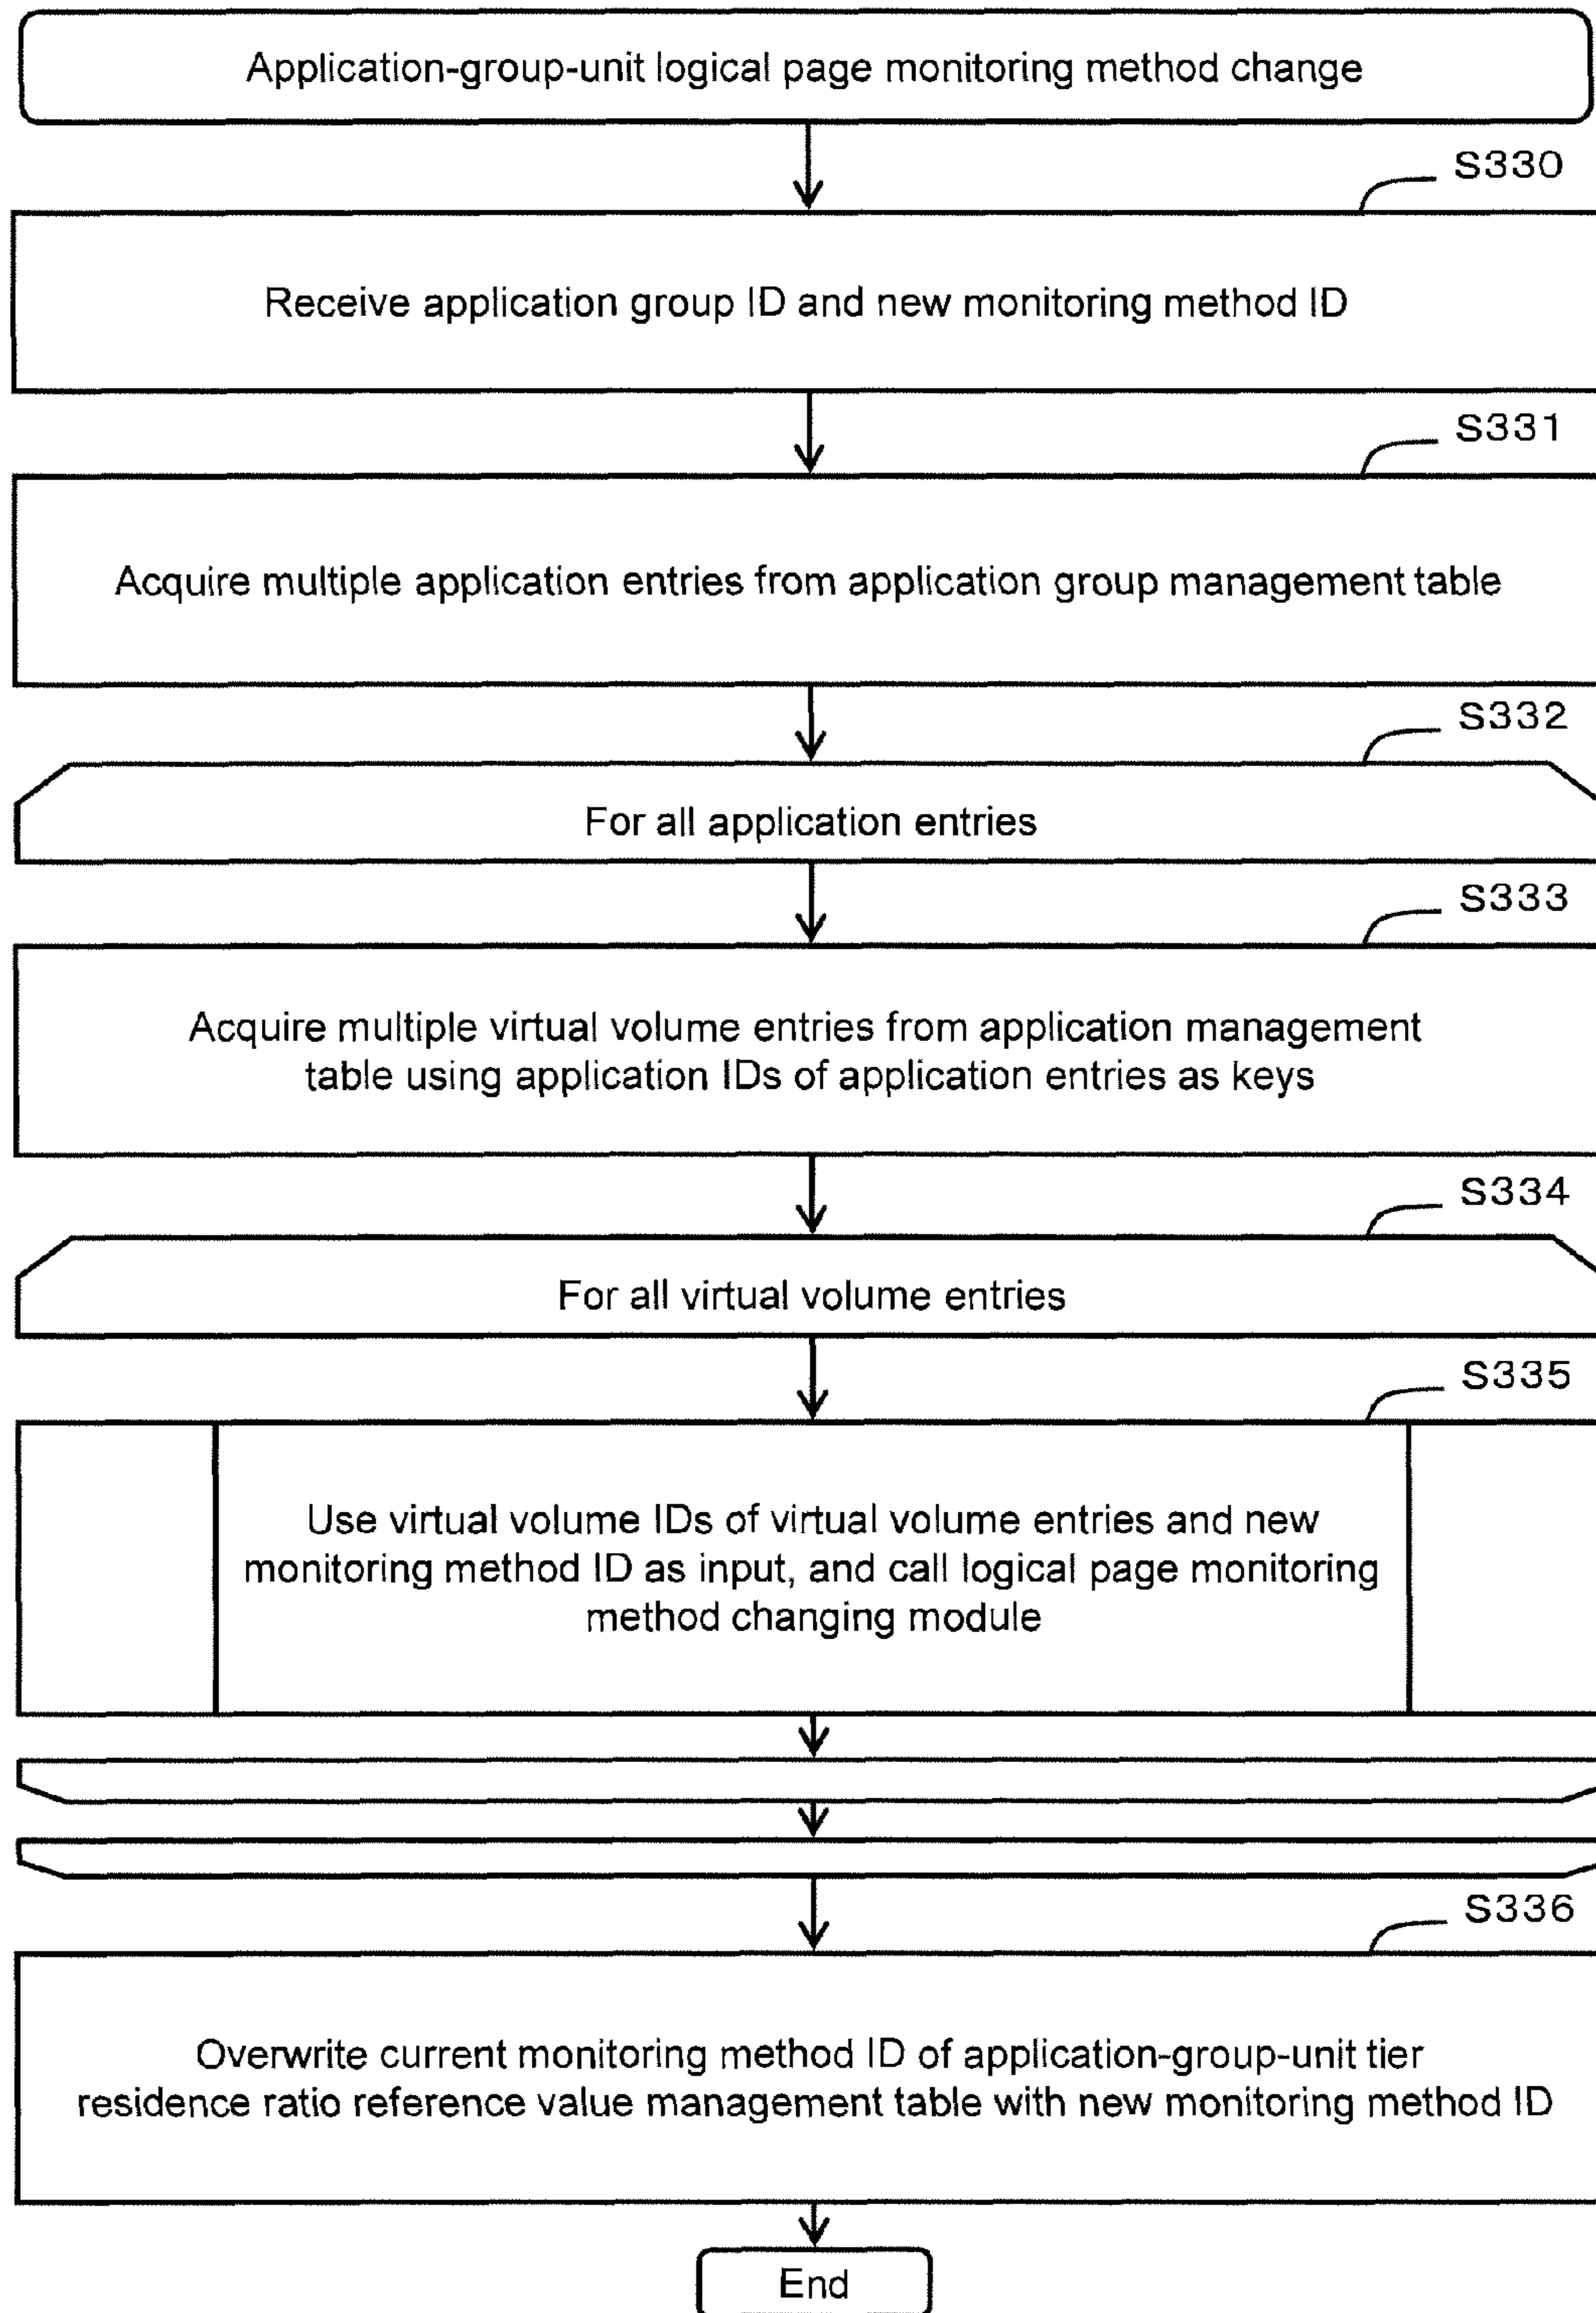 Application-group-unit logical page monitoring method change
S330
Receive application group ID and new monitoring method ID
S331
Acquire multiple application entries from application group management table
S332
For all application entries
S333
Acquire multiple virtual volume entries from application management
table using application IDs of application entries as keys
S334
For all virtual volume entries
S335
Use virtual volume IDs of virtual volume entries and new
monitoring method ID as input, and call logical page monitoring
method changing module
S336
Overwrite current monitoring method ID of application-group-unit tier
residence ratio reference value management table with new monitoring method ID
End